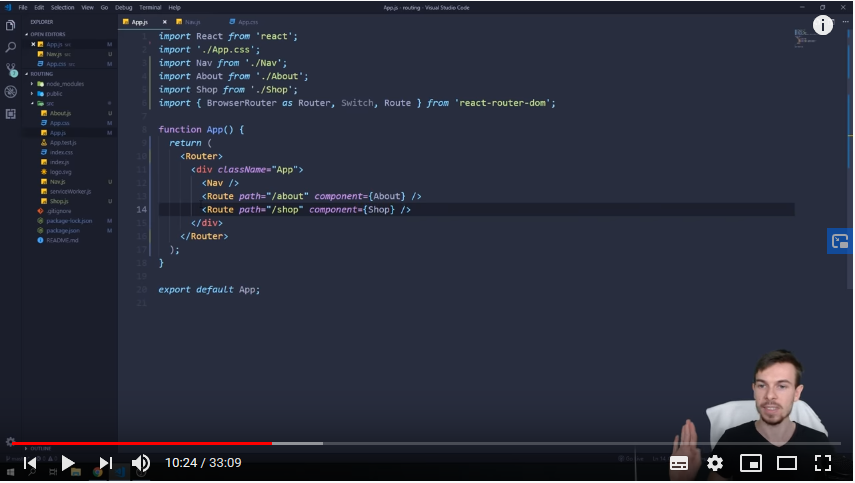 File Edit Selection View Go Debug Terminal Help
App.js - routing - Visual Studio Code
EXPLORER
OPEN EDITORS
App.js src M
Nav.js src U
App.css src M
ROUTING
node_modules
public
src
About.js U
App.css M
App.js M
App.test.js
index.css
index.js
logo.svg
Nav.js U
serviceWorker.js
Shop.js U
.gitignore
package-lock.json M
package.json M
README.md
OUTLINE
App.js Nav.js App.css
import React from 'react';
import './App.css';
import Nav from './Nav';
import About from './About';
import Shop from './Shop';
import { BrowserRouter as Router, Switch, Route } from 'react-router-dom';
function App() {
return (
<Router>
<div className="App">
<Nav />
<Route path="/about" component={About} />
14 <Route path="/shop" component={Shop} />
</div>
</Router>
);
}
export default App;
10:24 / 33:09